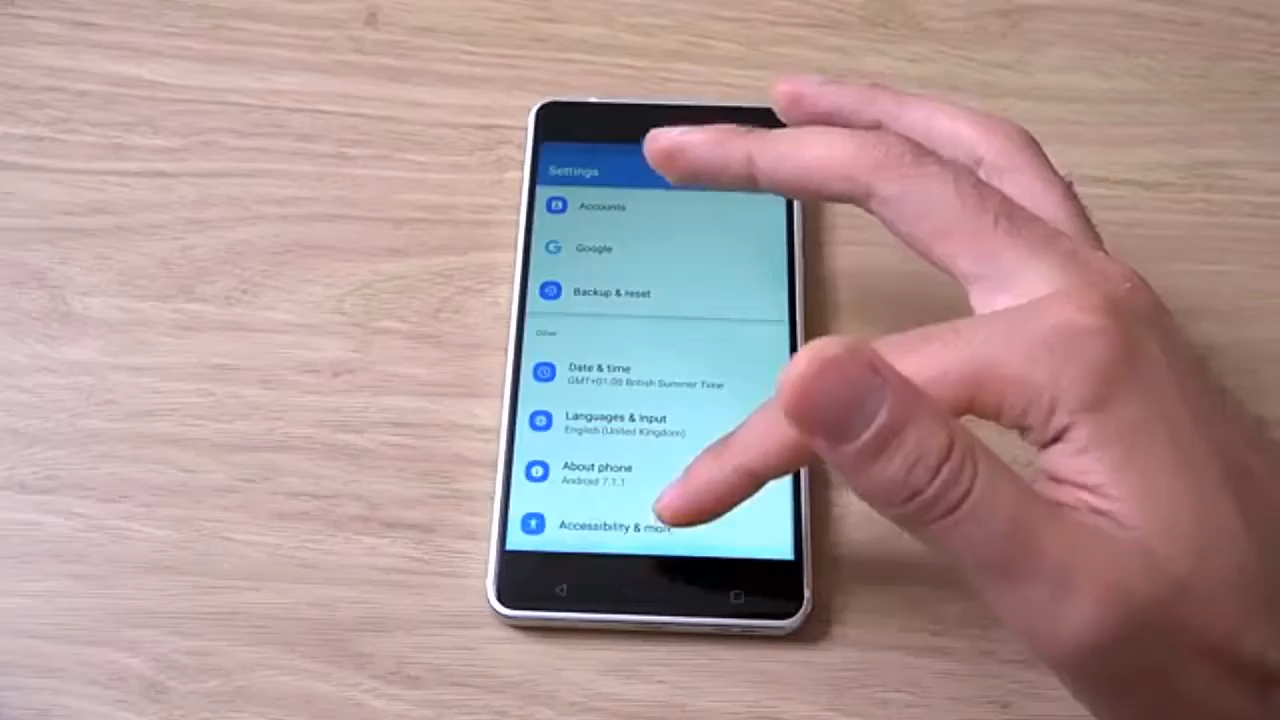 Settings
Accounts
Google
Backup & reset
Other
Date & time
GMT+01:00 British Summer Time
Languages & input
English (United Kingdom)
About phone
Android 7.1.1
Accessibility & more